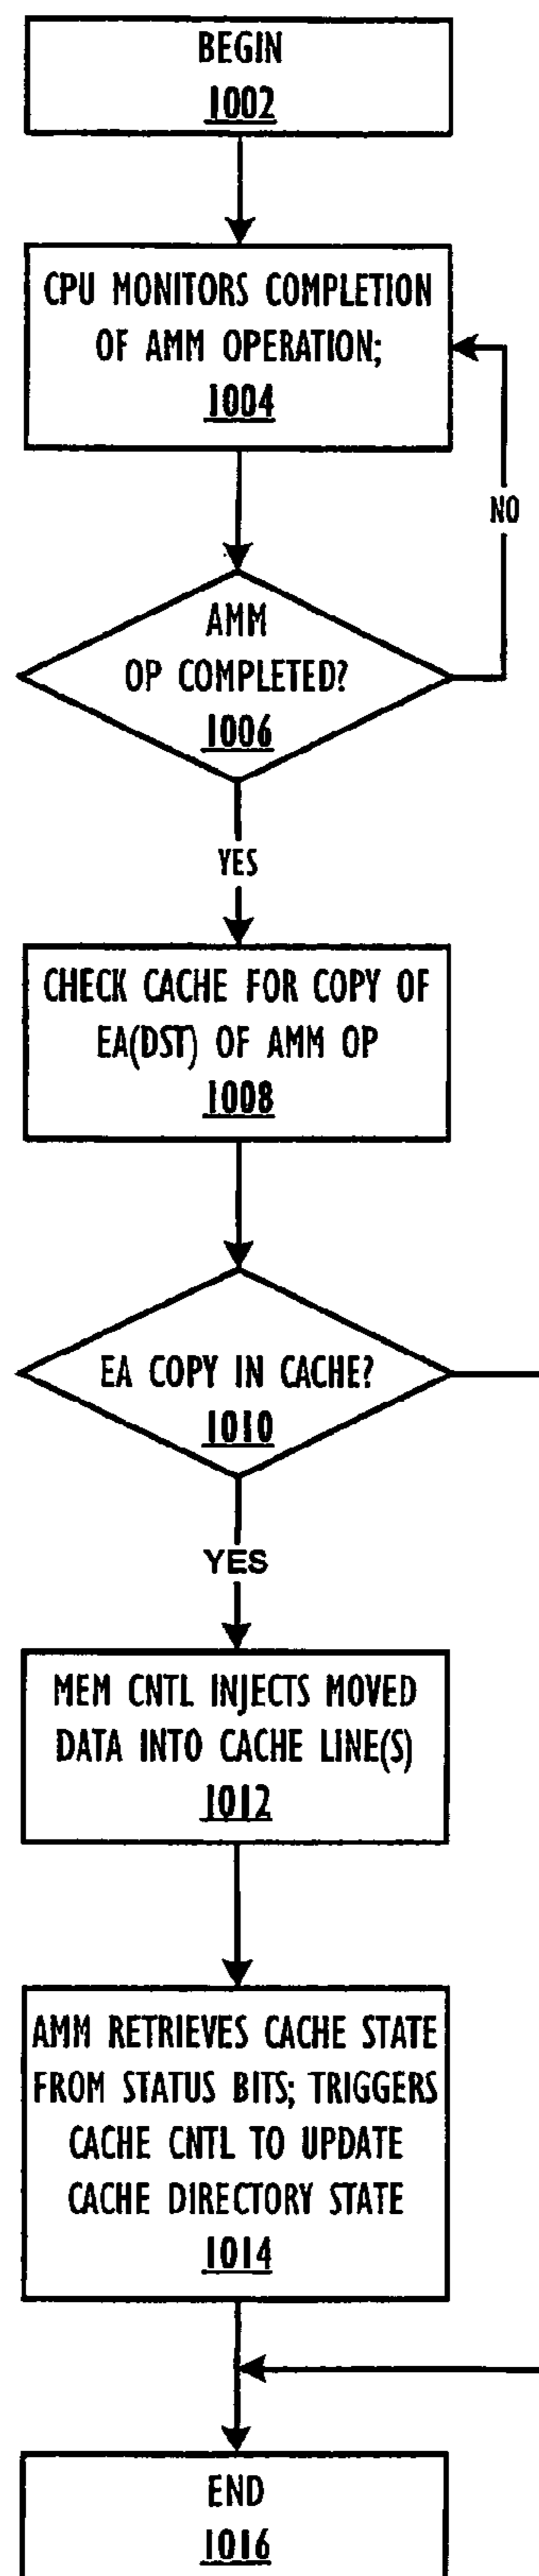 BEGIN
1002
CPU MONITORS COMPLETION
OF AMM OPERATION;
1004
NO
AMM
OP COMPLETED?
1006
YES
CHECK CACHE FOR COPY OF
EA(DST) OF AMM OP
1008
EA COPY IN CACHE?
1010
YES
MEM CNTL INJECTS MOVED
DATA INTO CACHE LINE(S)
1012
AMM RETRIEVES CACHE STATE
FROM STATUS BITS; TRIGGERS
CACHE CNTL TO UPDATE
CACHE DIRECTORY STATE
1014
END
1016